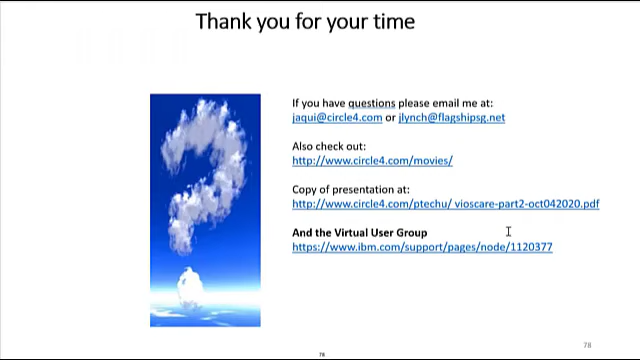 Thank you for your time
If you have questions please email me at:
jaqui@circle4.com or jlynch@flagshipsg.net
Also check out:
http://www.circle4.com/movies/
Copy of presentation at:
http://www.circle4.com/ptechu/ vioscare-part2-oct042020.pdf
And the Virtual User Group
https://www.ibm.com/support/pages/node/1120377
78
78